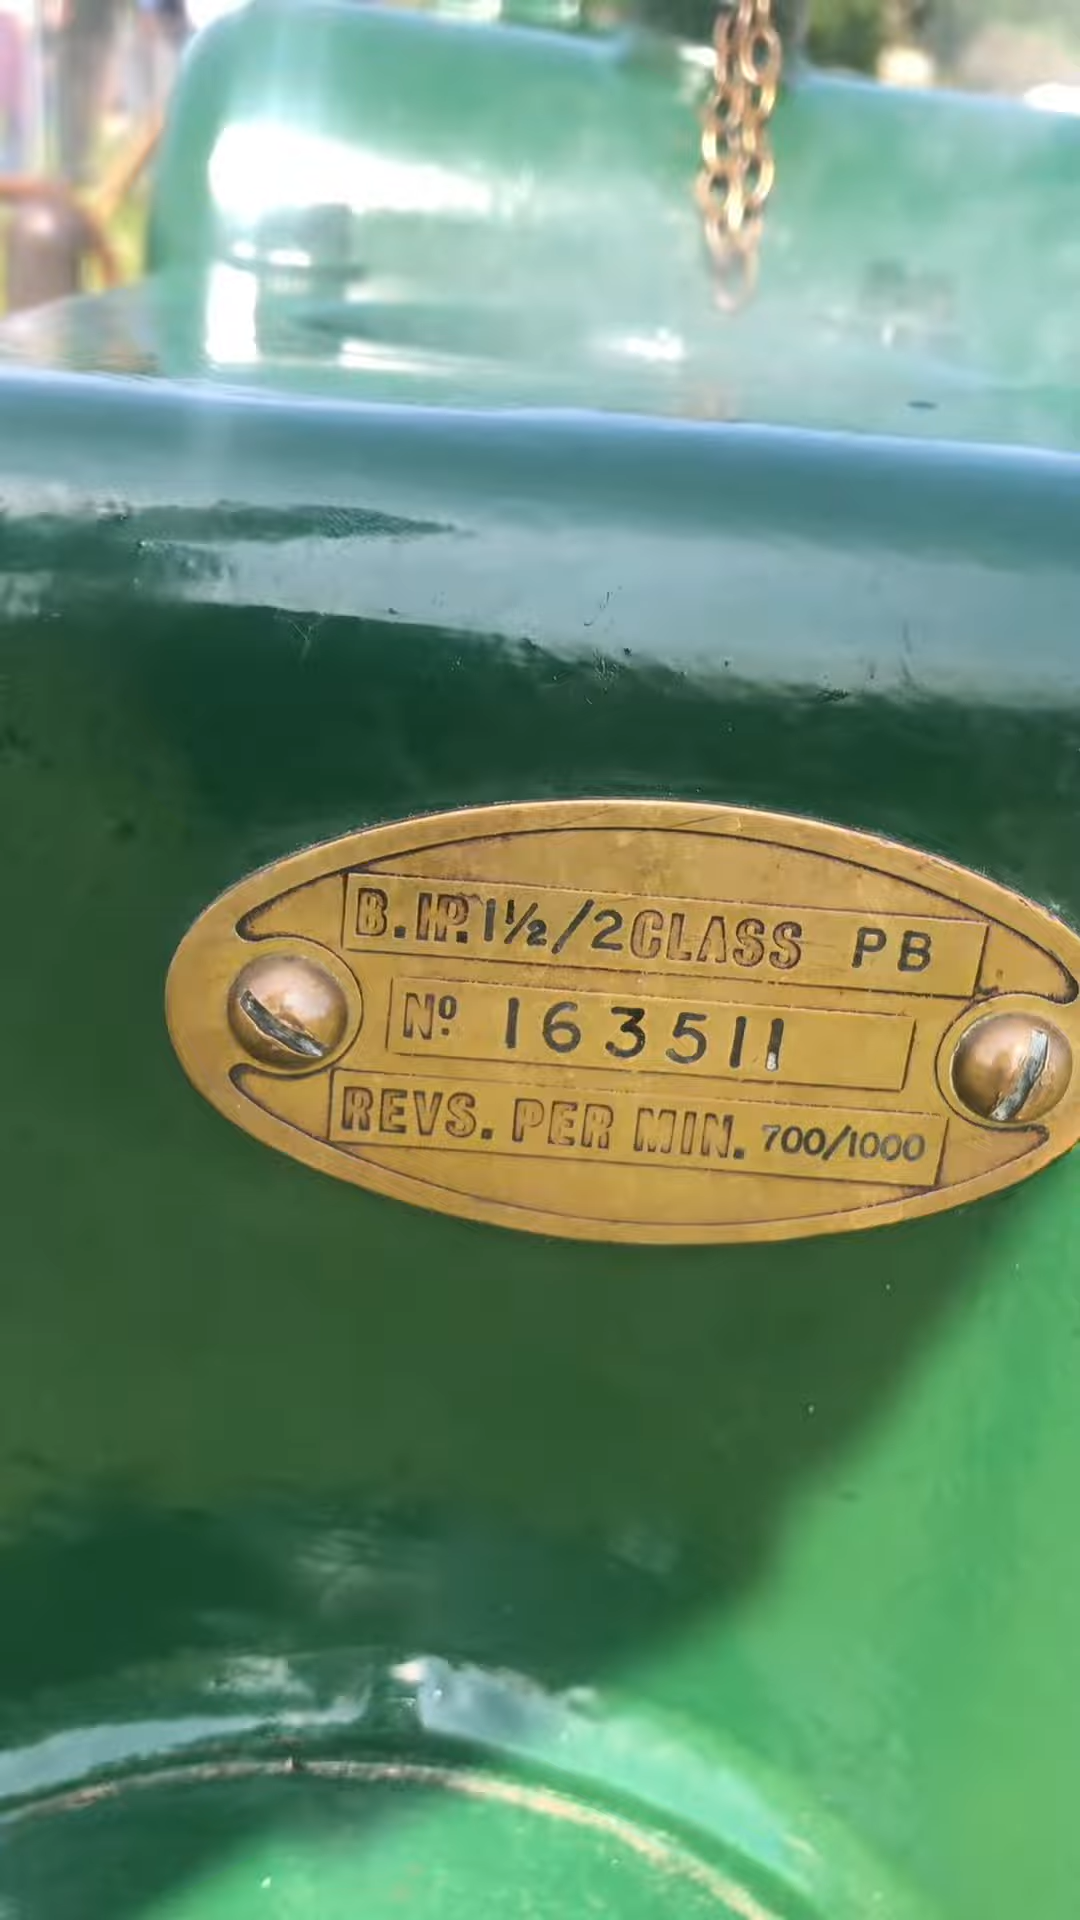 B.HP. 1½/2 CLASS PB
Nº 163511
REVS. PER MIN. 700/1000